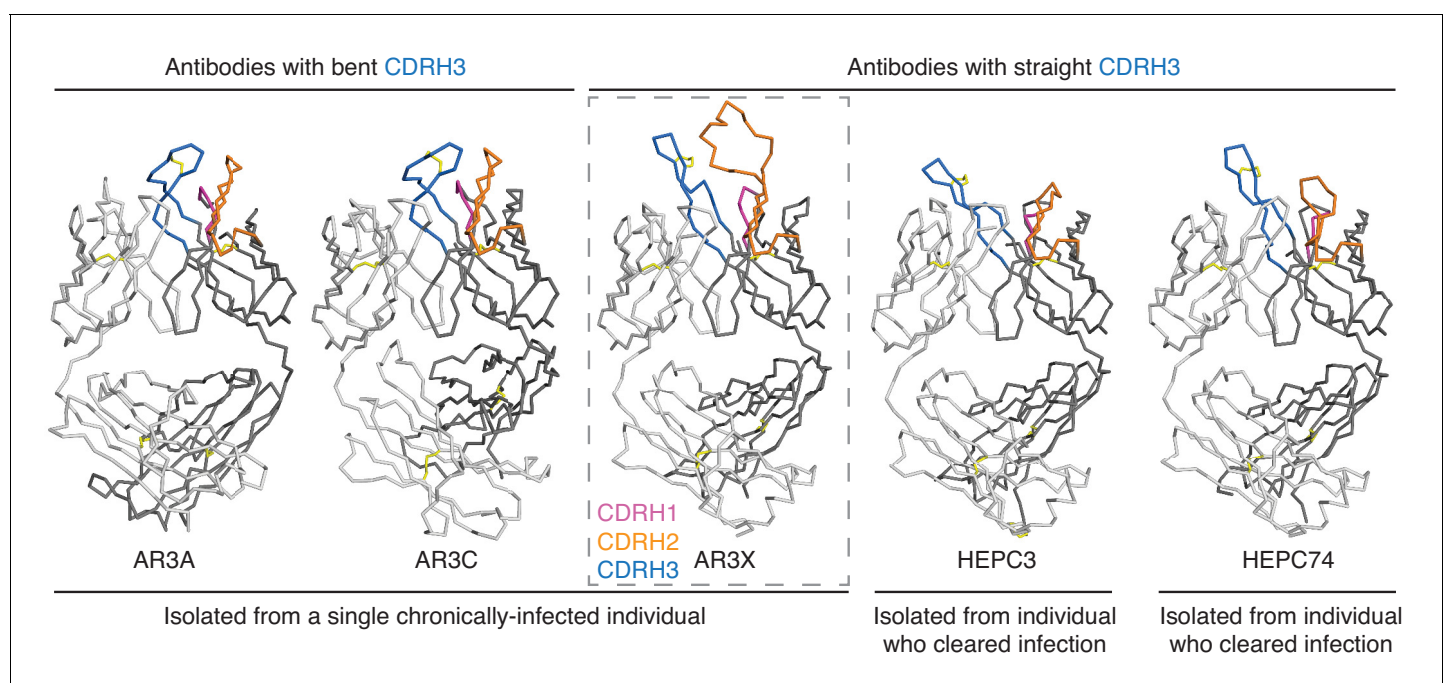 Antibodies with bent CDRH3
Antibodies with straight CDRH3
CDRH1
CDRH2
CDRH3
AR3A
AR3C
AR3X
HEPC3
HEPC74
Isolated from a single chronically-infected individual
Isolated from individual
who cleared infection
Isolated from individual
who cleared infection